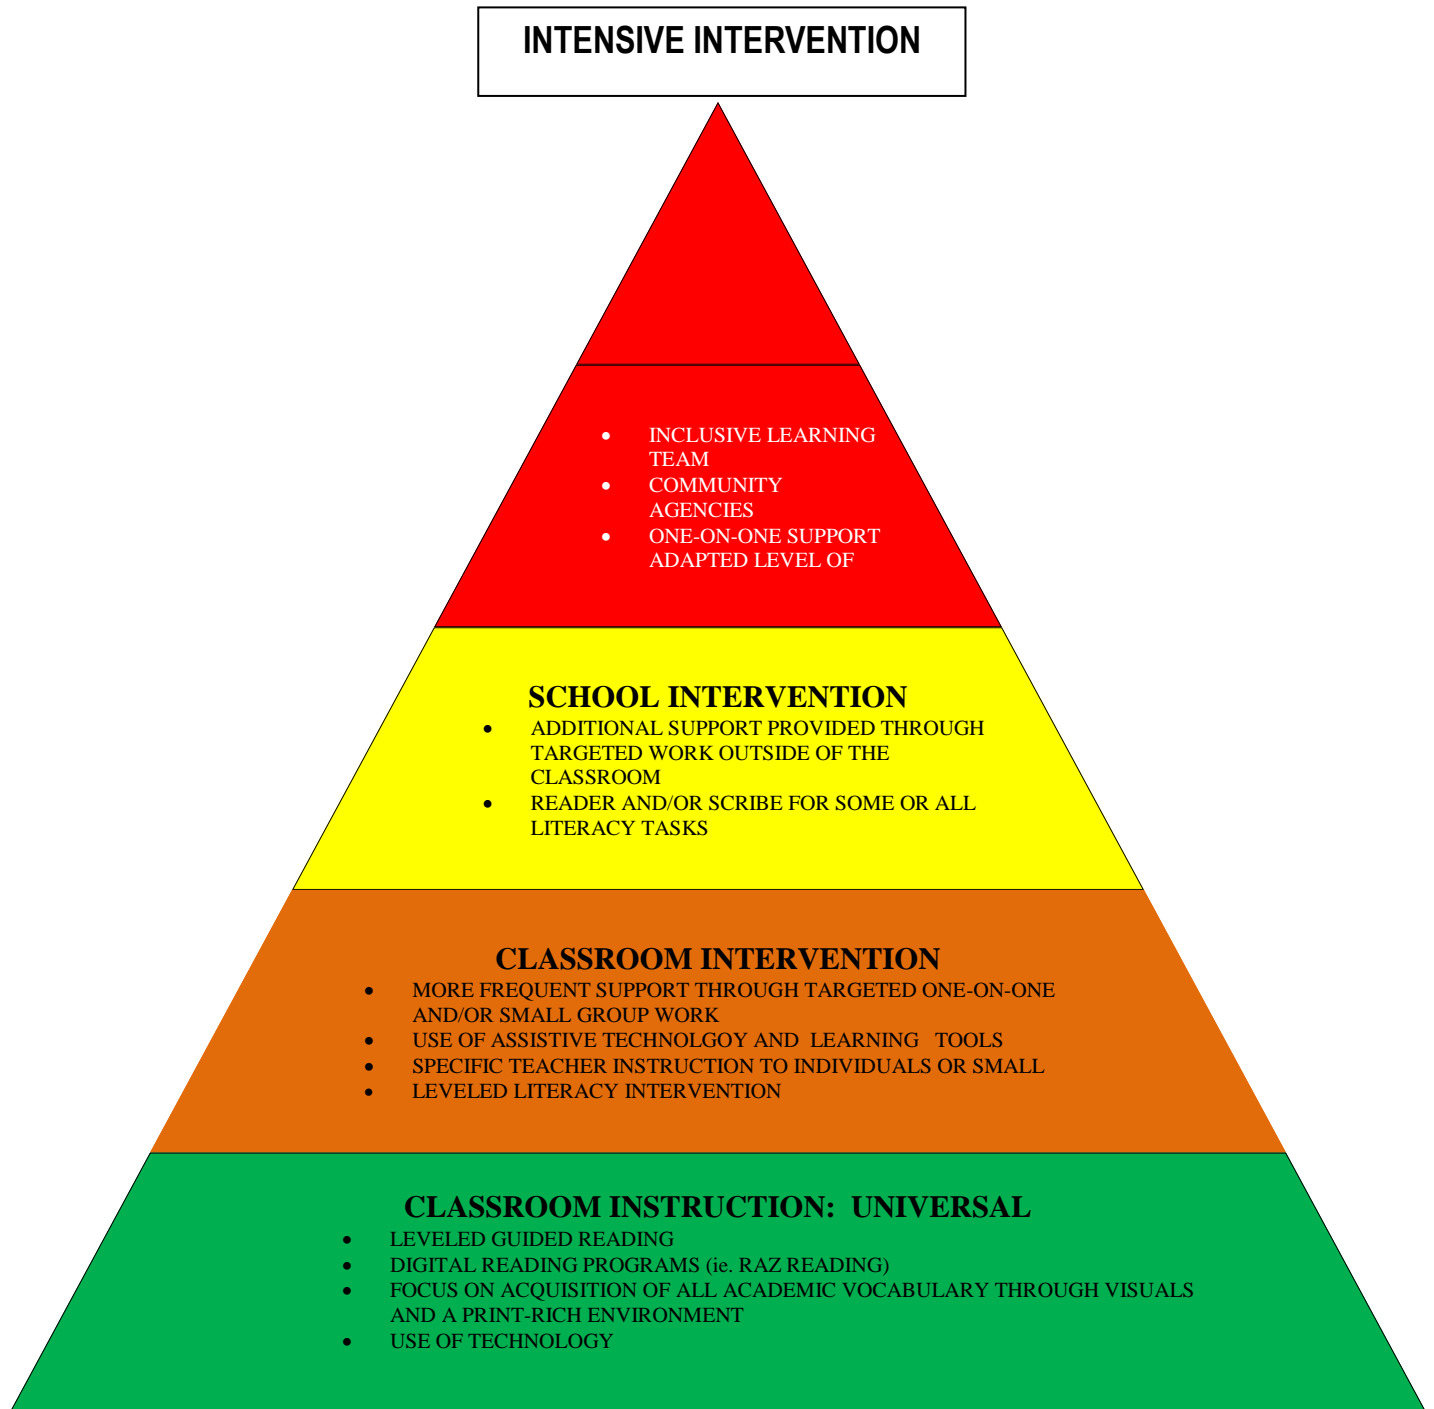 INTENSIVE INTERVENTION
• INCLUSIVE LEARNING
TEAM
• COMMUNITY
AGENCIES
• ONE-ON-ONE SUPPORT
ADAPTED LEVEL OF
SCHOOL INTERVENTION
• ADDITIONAL SUPPORT PROVIDED THROUGH
TARGETED WORK OUTSIDE OF THE
CLASSROOM
• READER AND/OR SCRIBE FOR SOME OR ALL
LITERACY TASKS
CLASSROOM INTERVENTION
• MORE FREQUENT SUPPORT THROUGH TARGETED ONE-ON-ONE
AND/OR SMALL GROUP WORK
• USE OF ASSISTIVE TECHNOLGOY AND LEARNING TOOLS
• SPECIFIC TEACHER INSTRUCTION TO INDIVIDUALS OR SMALL
• LEVELED LITERACY INTERVENTION
CLASSROOM INSTRUCTION: UNIVERSAL
• LEVELED GUIDED READING
• DIGITAL READING PROGRAMS (ie. RAZ READING)
• FOCUS ON ACQUISITION OF ALL ACADEMIC VOCABULARY THROUGH VISUALS
AND A PRINT-RICH ENVIRONMENT
• USE OF TECHNOLOGY